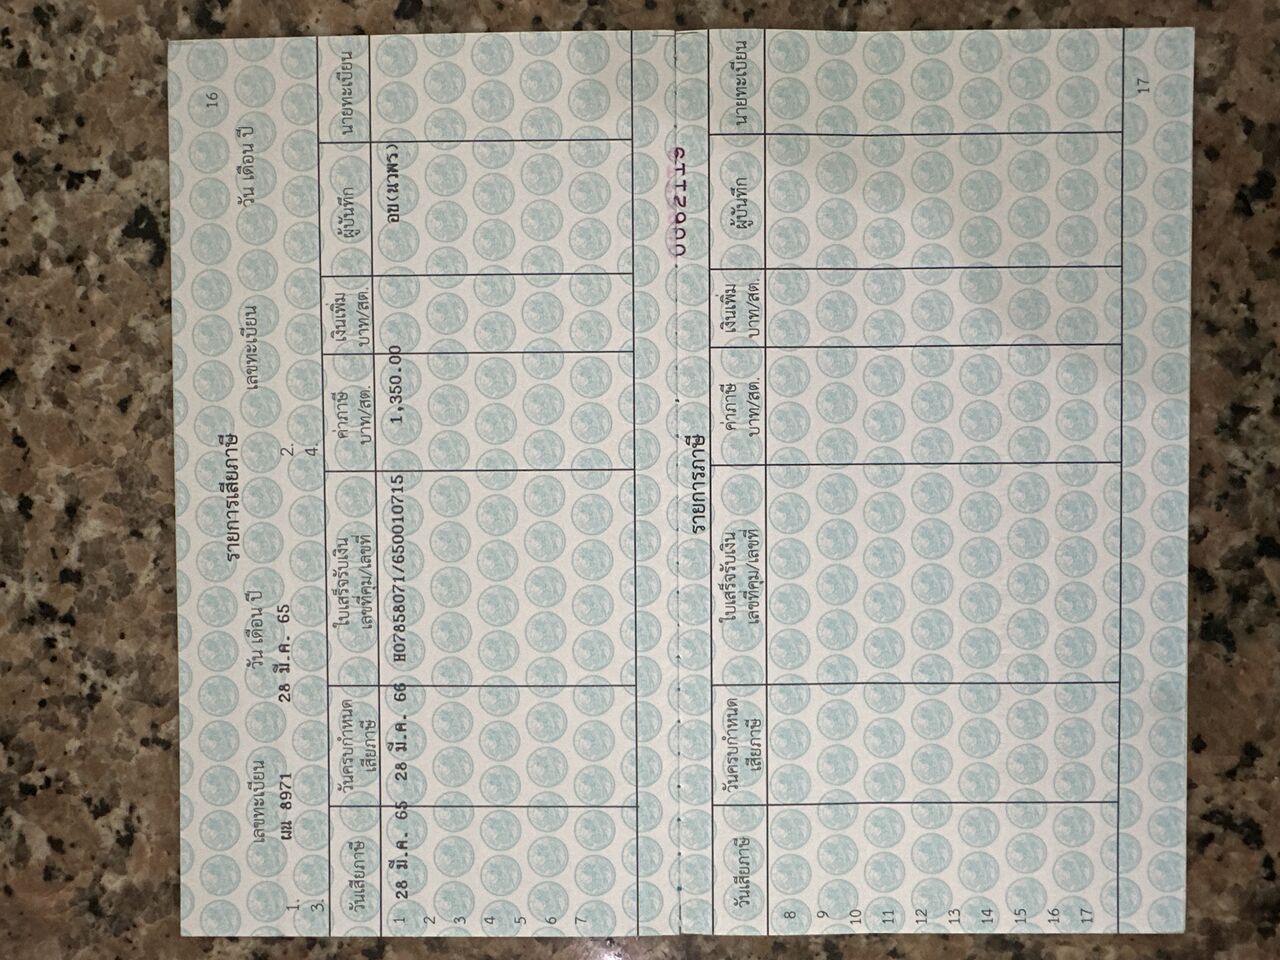 16
รายการเสียภาษี
เลขทะเบียน วัน เดือน ปี เลขทะเบียน วัน เดือน ปี
1. ผน 8971 28 มี.ค. 65 2.
3. 4.
วันเสียภาษี วันครบกำหนดเสียภาษี ใบเสร็จรับเงิน เลขที่คุม/เลขที่ ค่าภาษี บาท/สต. เงินเพิ่ม บาท/สต. ผู้บันทึก นายทะเบียน
1 28 มี.ค. 65 28 มี.ค. 66 H07858071/650010715 1,350.00 อข(นวพร)
2
3
4
5
6
7
0062119
รายการภาษี
วันเสียภาษี วันครบกำหนดเสียภาษี ใบเสร็จรับเงิน เลขที่คุม/เลขที่ ค่าภาษี บาท/สต. เงินเพิ่ม บาท/สต. ผู้บันทึก นายทะเบียน
8
9
10
11
12
13
14
15
16
17
17